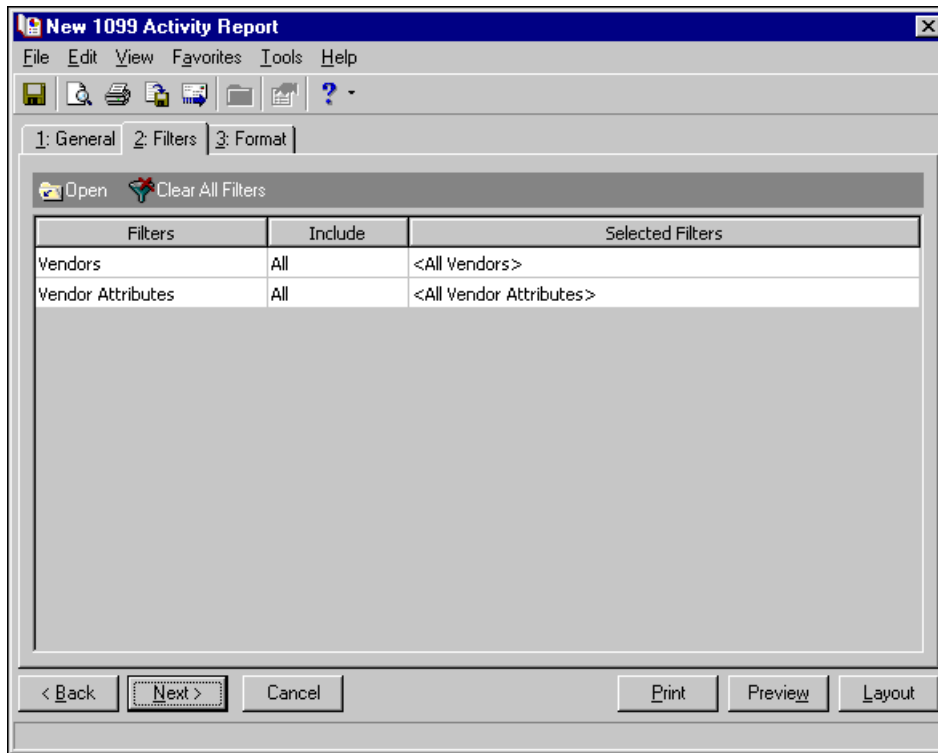 New 1099 Activity Report
File Edit View Favorites Tools Help
?
1: General 2: Filters 3: Format
Open Clear All Filters
Filters Include Selected Filters
Vendors All <All Vendors>
Vendor Attributes All <All Vendor Attributes>
< Back Next > Cancel Print Preview Layout